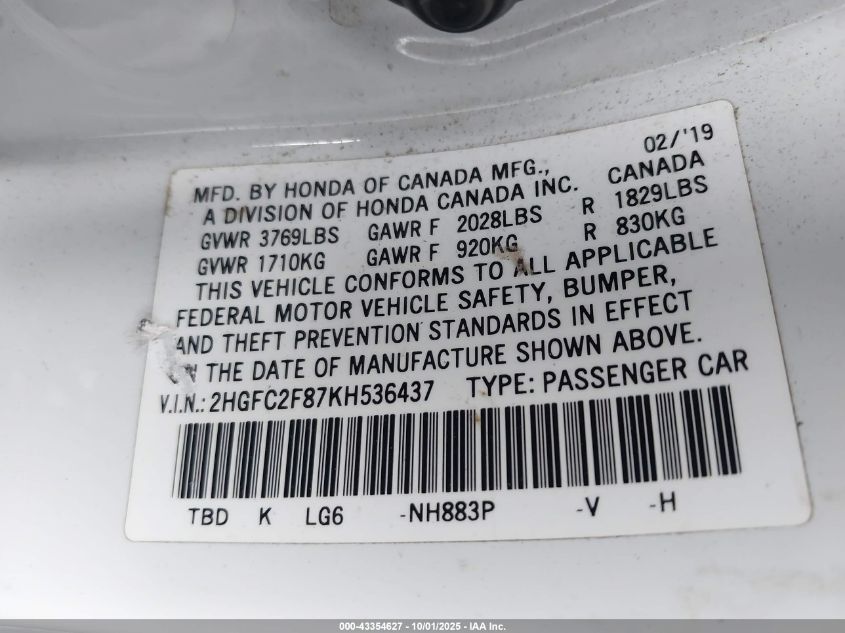 02/'19
MFD. BY HONDA OF CANADA MFG.,
A DIVISION OF HONDA CANADA INC. CANADA
GVWR 3769LBS GAWR F 2028LBS R 1829LBS
GVWR 1710KG GAWR F 920KG R 830KG
THIS VEHICLE CONFORMS TO ALL APPLICABLE
FEDERAL MOTOR VEHICLE SAFETY, BUMPER,
AND THEFT PREVENTION STANDARDS IN EFFECT
ON THE DATE OF MANUFACTURE SHOWN ABOVE.
V.I.N.: 2HGFC2F87KH536437 TYPE: PASSENGER CAR
TBD K LG6 -NH883P -V -H
000-43354627 - 10/01/2025 - IAA Inc.